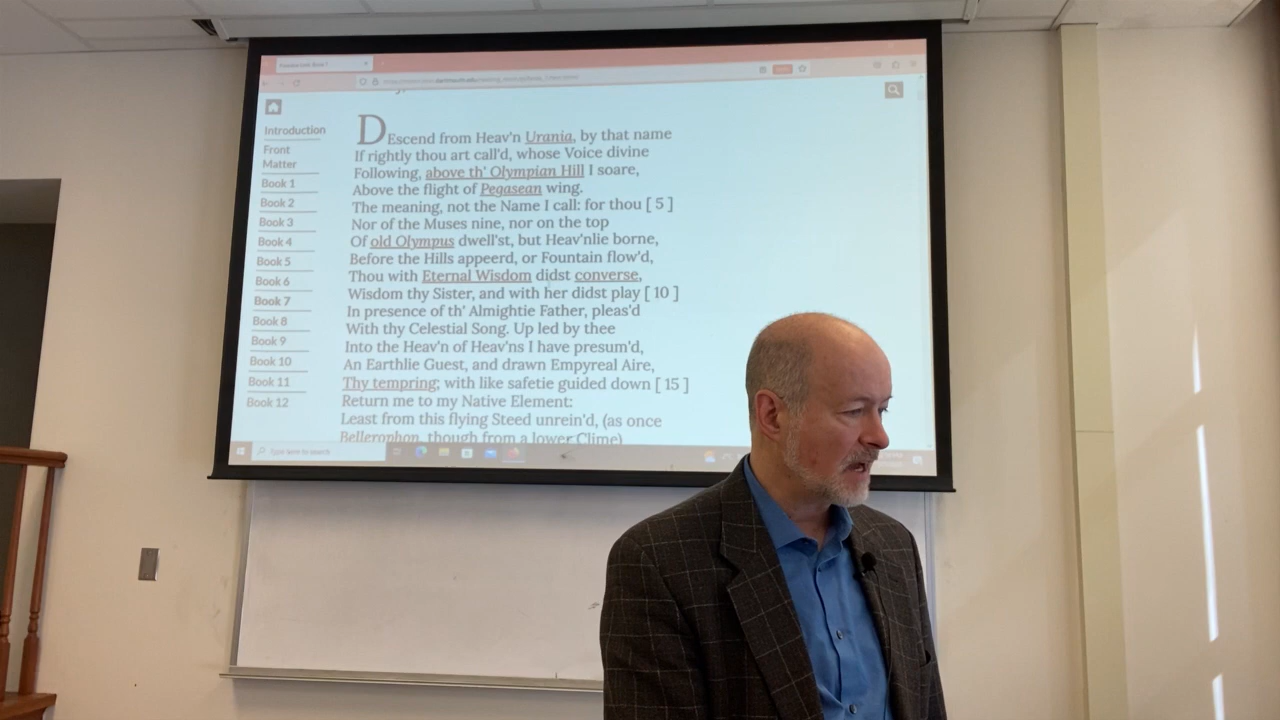 Introduction
Front
Matter
Book 1
Book 2
Book 3
Book 4
Book 5
Book 6
Book 7
Book 8
Book 9
Book 10
Book 11
Book 12
DEscend from Heav'n Urania, by that name
If rightly thou art call'd, whose Voice divine
Following, above th' Olympian Hill I soare,
Above the flight of Pegasean wing.
The meaning, not the Name I call: for thou [ 5 ]
Nor of the Muses nine, nor on the top
Of old Olympus dwell'st, but Heav'nlie borne,
Before the Hills appeerd, or Fountain flow'd,
Thou with Eternal Wisdom didst converse,
Wisdom thy Sister, and with her didst play [ 10 ]
In presence of th' Almightie Father, pleas'd
With thy Celestial Song. Up led by thee
Into the Heav'n of Heav'ns I have presum'd,
An Earthlie Guest, and drawn Empyreal Aire,
Thy tempring; with like safetie guided down [ 15 ]
Return me to my Native Element:
Least from this flying Steed unrein'd, (as once
Bellerophon, though from a lower Clime)
Type here to search